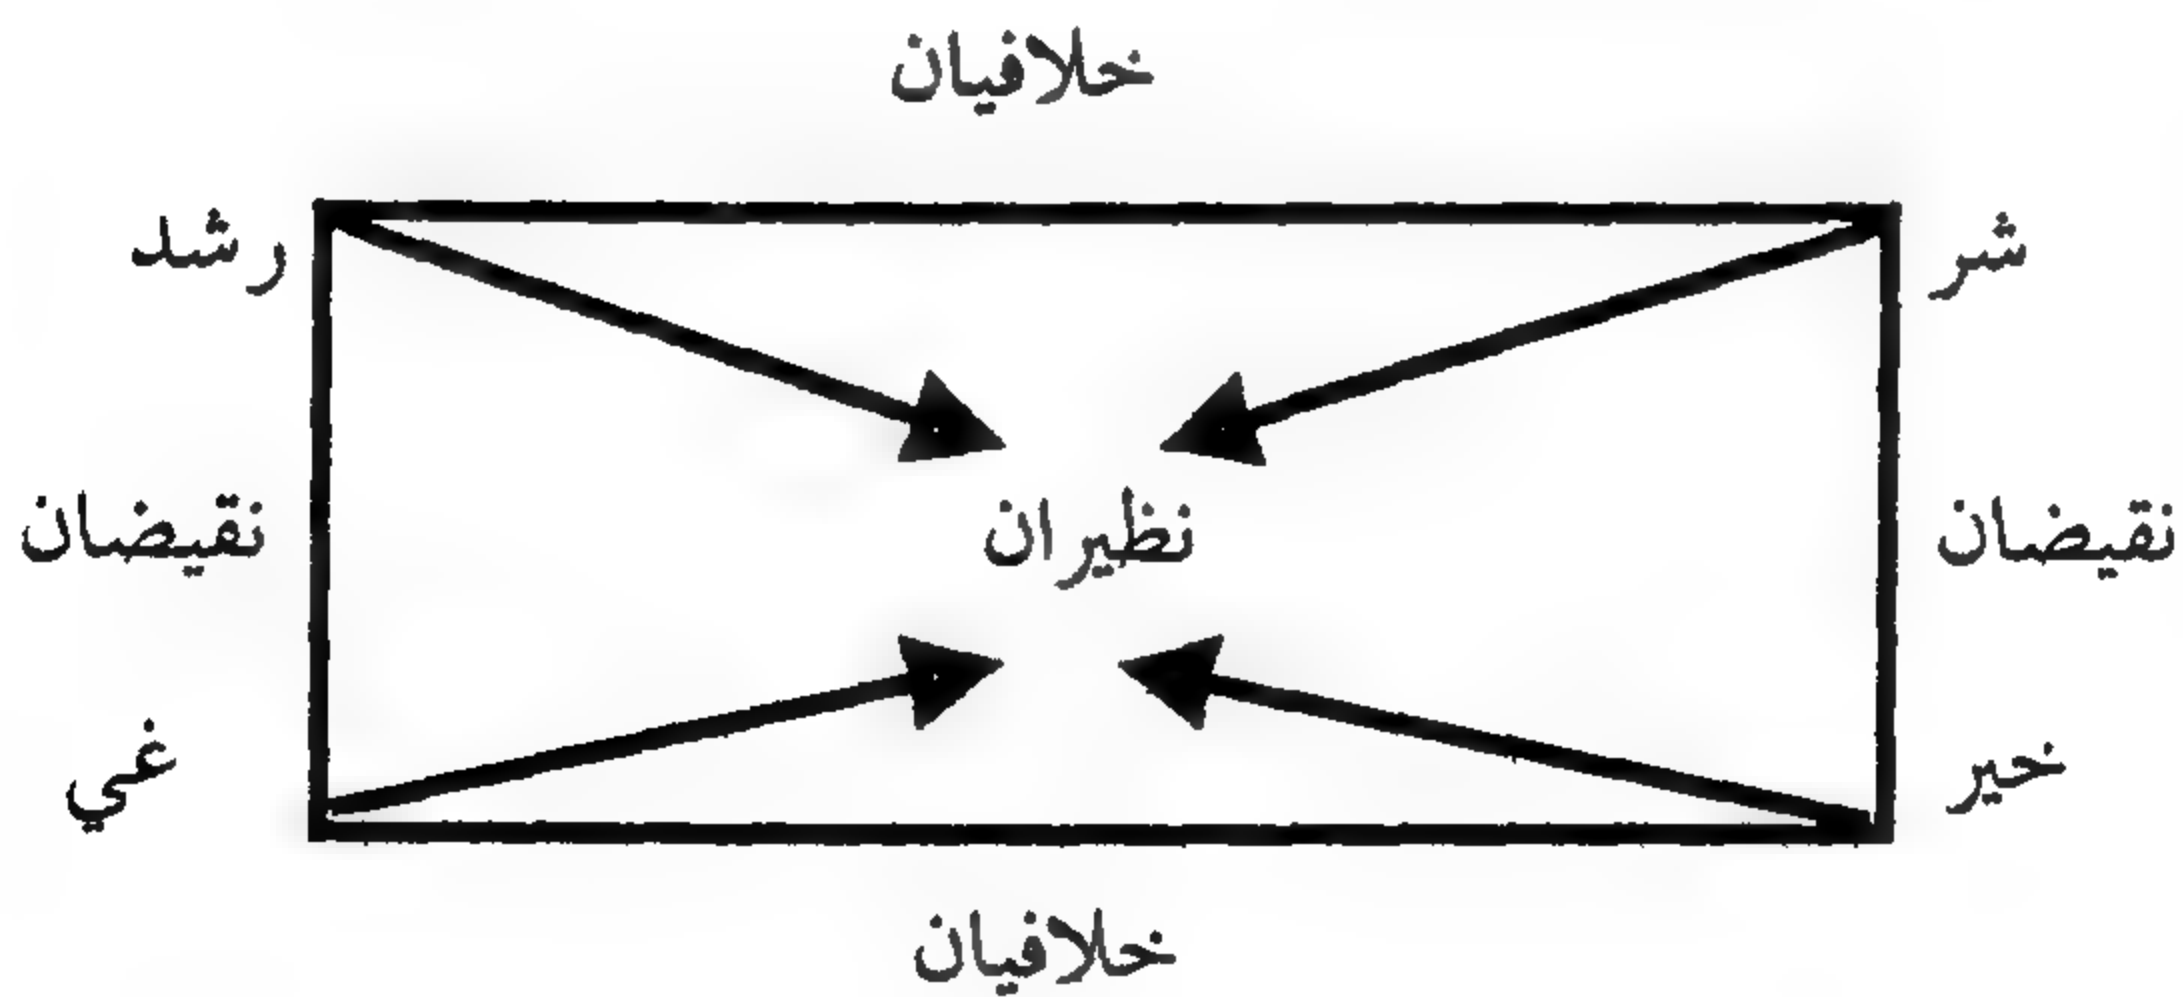 خلافيان
شر
رشد
نقيضان
نظيران
نقيضان
خير
غي
خلافيان